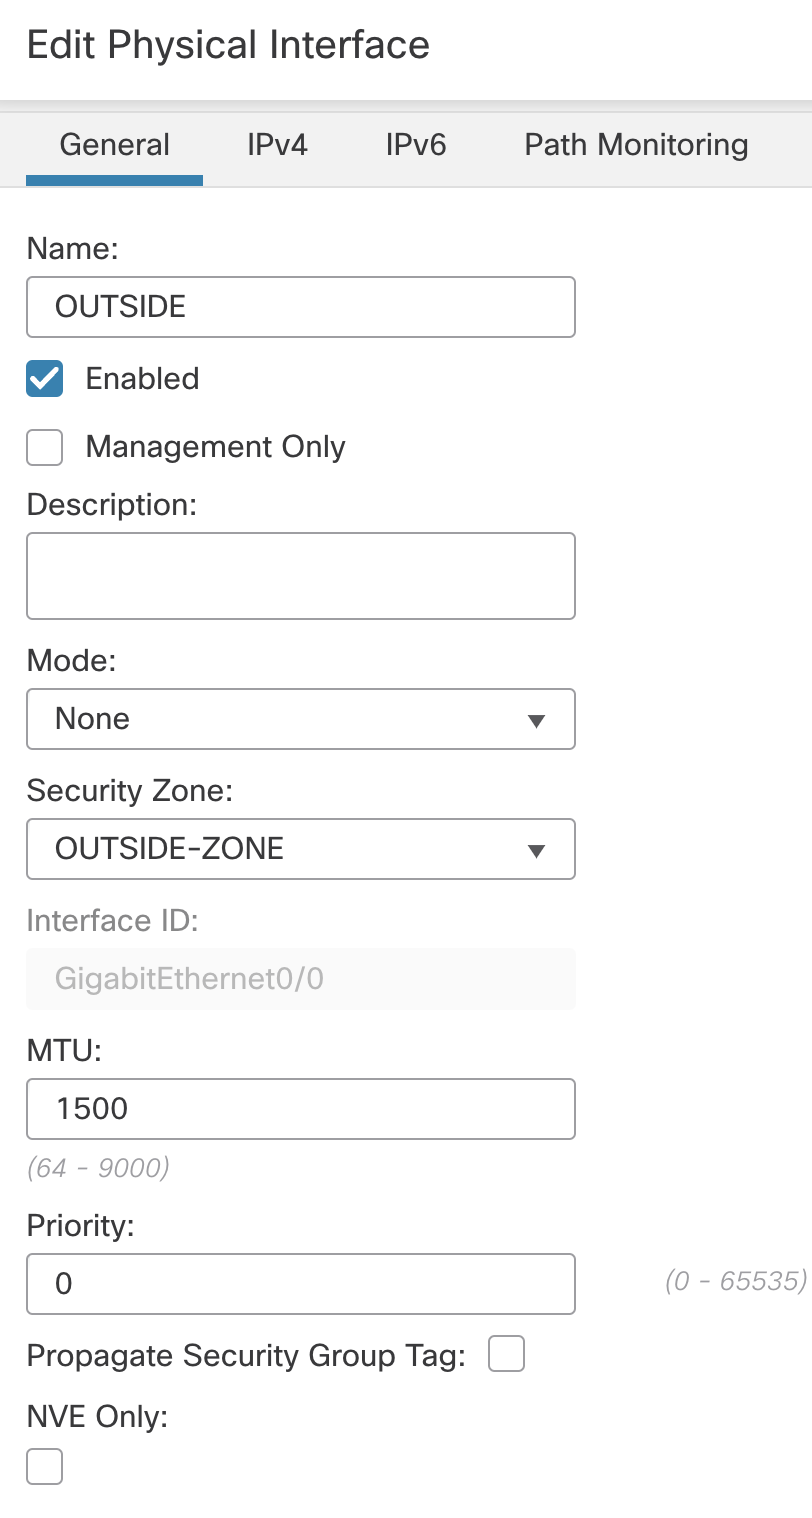 Edit Physical Interface
General IPv4 IPv6 Path Monitoring
Name:
OUTSIDE
Enabled
Management Only
Description:
Mode:
None
Security Zone:
OUTSIDE-ZONE
Interface ID:
GigabitEthernet0/0
MTU:
1500
(64 - 9000)
Priority:
0 (0 - 65535)
Propagate Security Group Tag:
NVE Only: